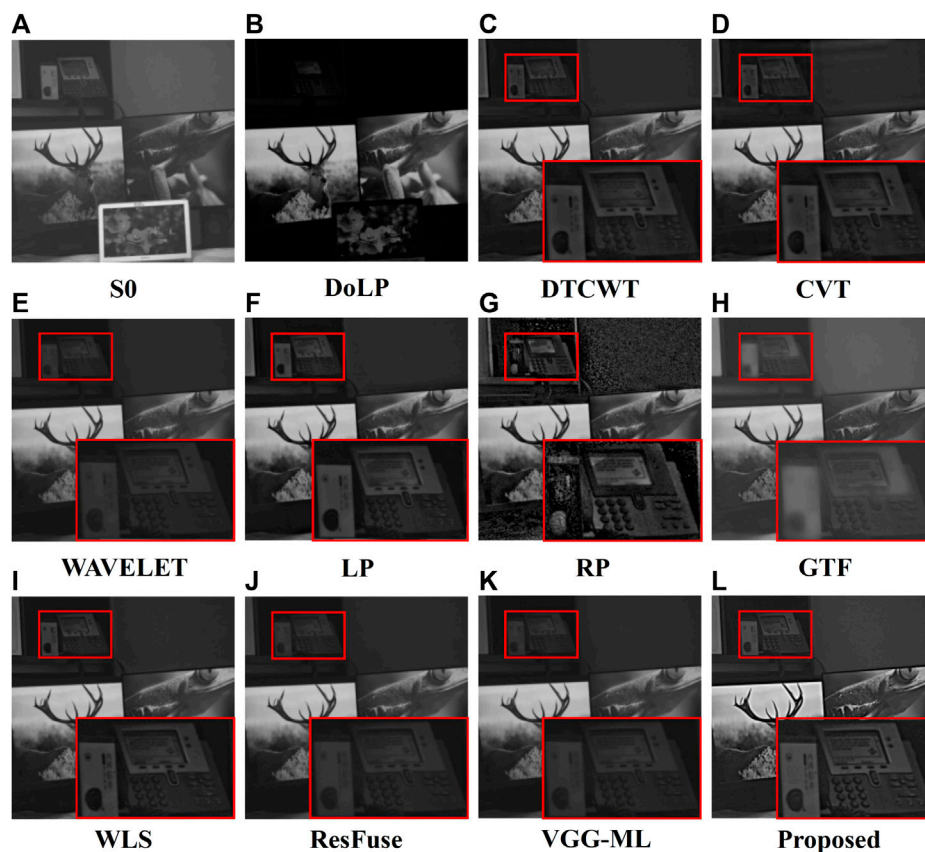 A B C D
S0 DoLP DTCWT CVT
E F G H
WAVELET LP RP GTF
I J K L
WLS ResFuse VGG-ML Proposed